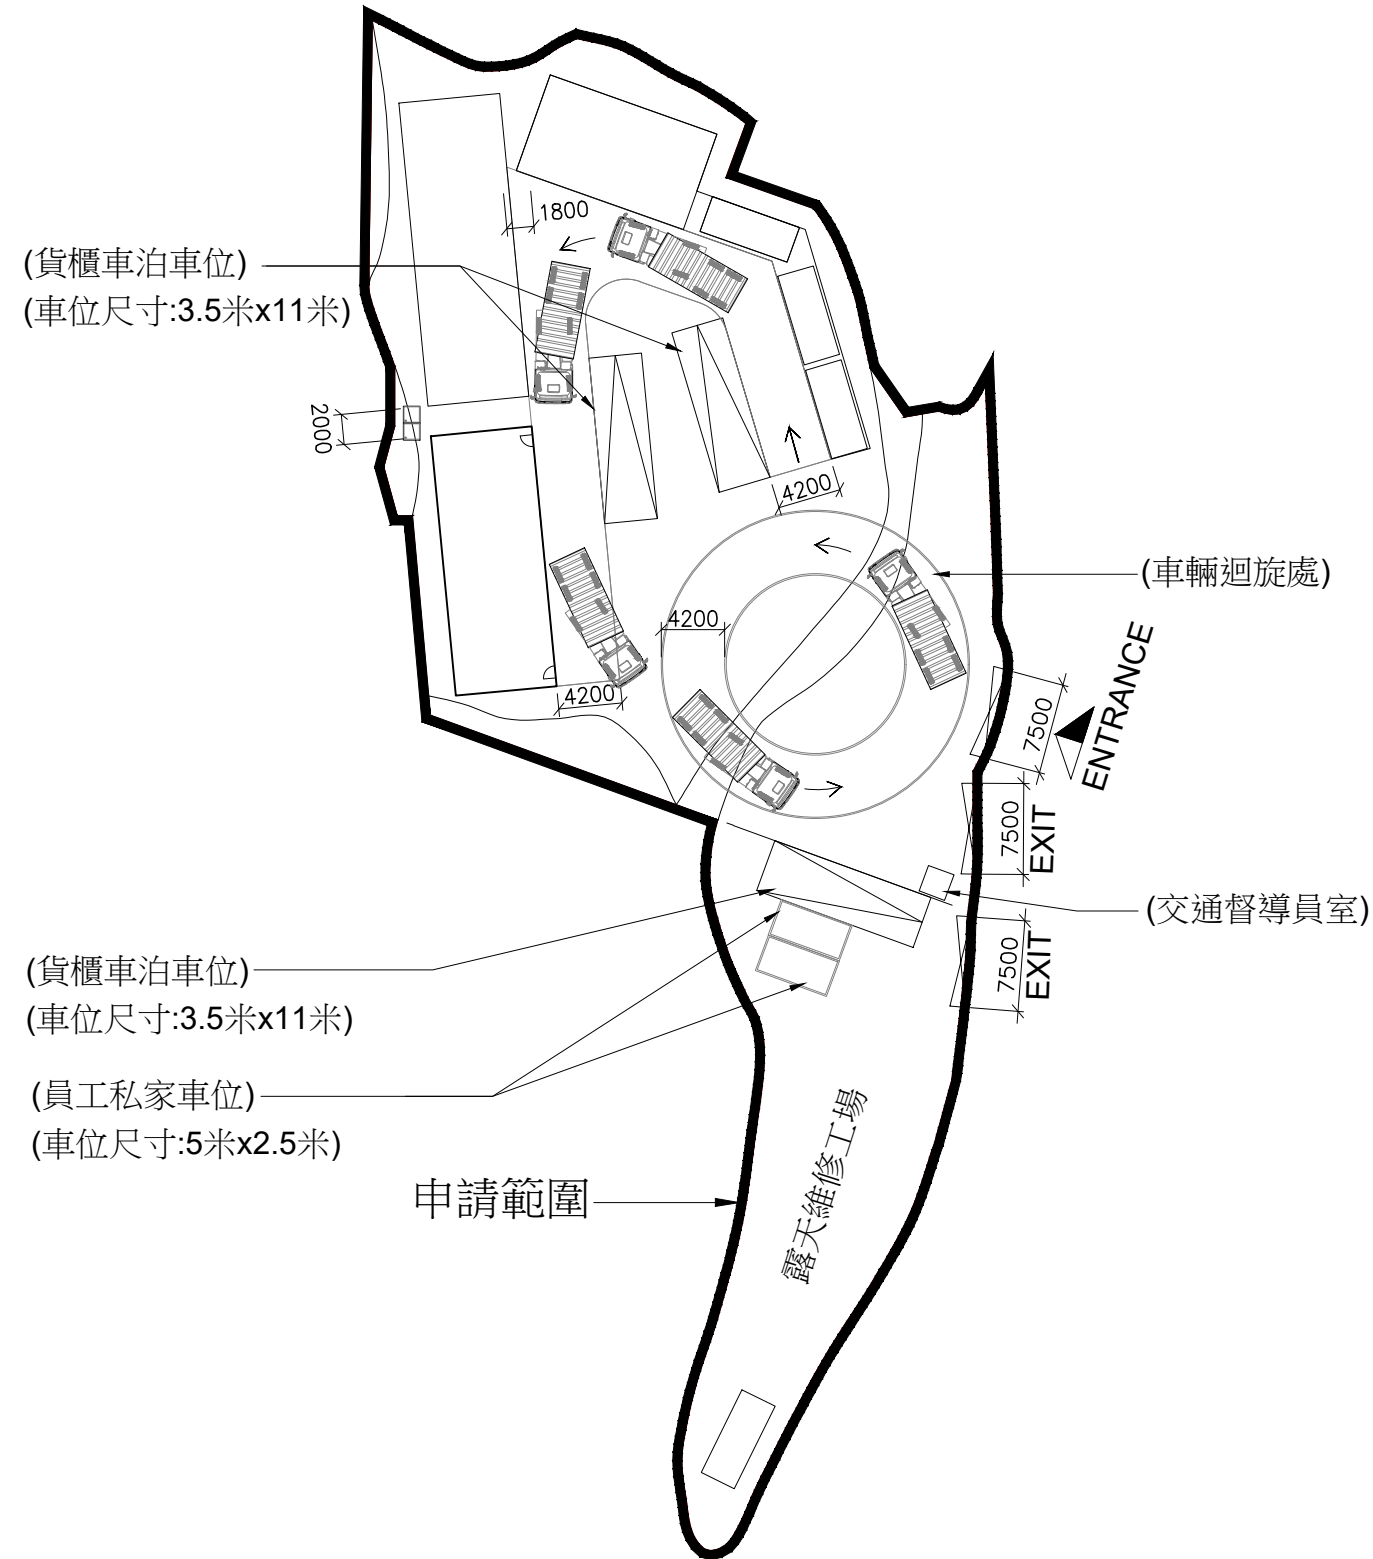 1800
(貨櫃車泊車位)
(車位尺寸:3.5米x11米)
2000
4200
(車輛迴旋處)
4200
4200
7500
ENTRANCE
7500
EXIT
(交通督導員室)
7500
EXIT
(貨櫃車泊車位)
(車位尺寸:3.5米x11米)
(員工私家車位)
(車位尺寸:5米x2.5米)
申請範圍
露天維修工場